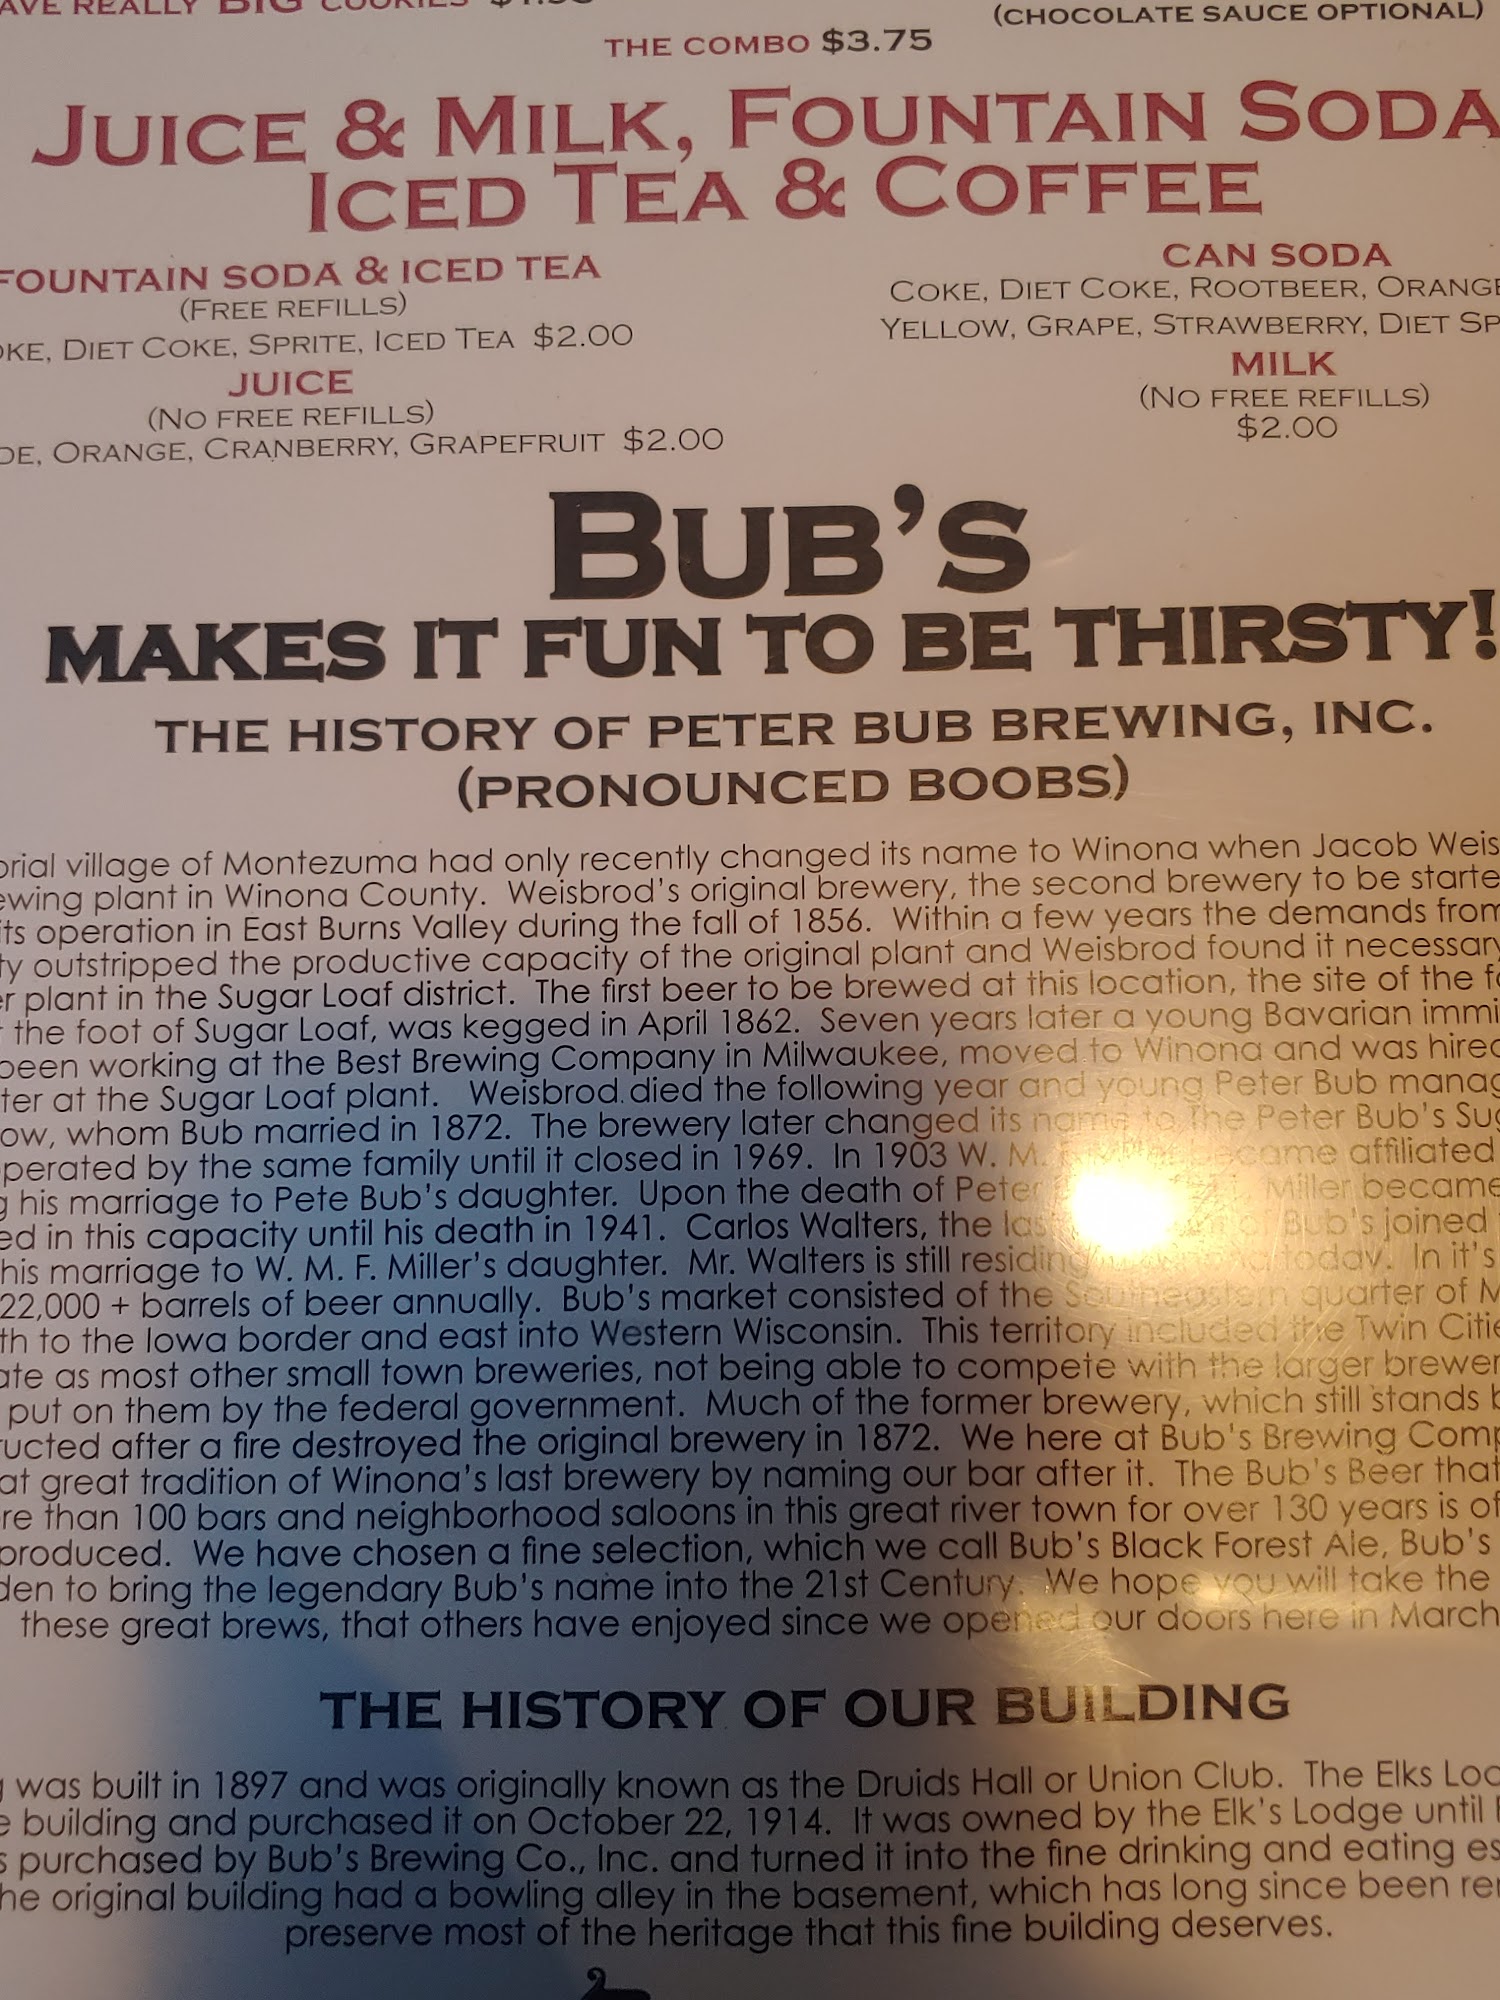 REALLY BIG COOKIES
(CHOCOLATE SAUCE OPTIONAL)
THE COMBO $3.75
JUICE & MILK, FOUNTAIN SODA
ICED TEA & COFFEE
FOUNTAIN SODA & ICED TEA
(FREE REFILLS)
DIET COKE, SPRITE, ICED TEA $2.00
JUICE
(NO FREE REFILLS)
ORANGE, CRANBERRY, GRAPEFRUIT $2.00
CAN SODA
COKE, DIET COKE, ROOTBEER, ORANGE
YELLOW, GRAPE, STRAWBERRY, DIET
MILK
(NO FREE REFILLS)
$2.00
BUB'S
MAKES IT FUN TO BE THIRSTY!
THE HISTORY OF PETER BUB BREWING, INC.
(PRONOUNCED BOOBS)
village of Montezuma had only recently changed its name to Winona when Jacob
plant in Winona County. Weisbrod's original brewery, the second brewery to be
its operation in East Burns Valley during the fall of 1856. Within a few years the demands from
outstripped the productive capacity of the original plant and Weisbrod found it necessary
plant in the Sugar Loaf district. The first beer to be brewed at this location, the site of the
the foot of Sugar Loaf, was kegged in April 1862. Seven years later a young Bavarian
been working at the Best Brewing Company in Milwaukee, moved to Winona and was hired
at the Sugar Loaf plant. Weisbrod died the following year and young Peter Bub
whom Bub married in 1872. The brewery later changed its name to The Peter Bub's
by the same family until it closed in 1969. In 1903 W. M. became affiliated
his marriage to Pete Bub's daughter. Upon the death of Peter Miller became
in this capacity until his death in 1941. Carlos Walters, the Bub's joined
his marriage to W. M. F. Miller's daughter. Mr. Walters is still residing today. In it's
22,000 + barrels of beer annually. Bub's market consisted of the Southeastern quarter of
to the Iowa border and east into Western Wisconsin. This territory included the Twin
as most other small town breweries, not being able to compete with the larger
put on them by the federal government. Much of the former brewery, which still stands
after a fire destroyed the original brewery in 1872. We here at Bub's Brewing
great tradition of Winona's last brewery by naming our bar after it. The Bub's Beer that
than 100 bars and neighborhood saloons in this great river town for over 130 years is
produced. We have chosen a fine selection, which we call Bub's Black Forest Ale, Bub's
to bring the legendary Bub's name into the 21st Century. We hope you will take the
these great brews, that others have enjoyed since we opened our doors here in March
THE HISTORY OF OUR BUILDING
was built in 1897 and was originally known as the Druids Hall or Union Club. The Elks
building and purchased it on October 22, 1914. It was owned by the Elk's Lodge until
purchased by Bub's Brewing Co., Inc. and turned it into the fine drinking and eating
original building had a bowling alley in the basement, which has long since been
preserve most of the heritage that this fine building deserves.